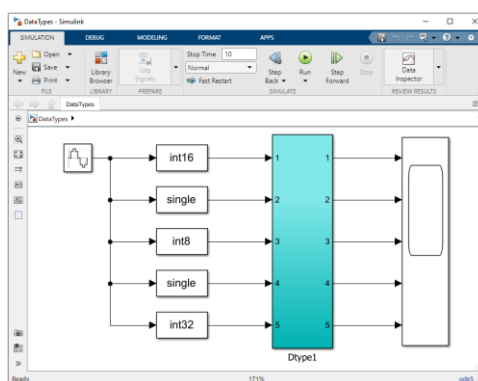 DataTypes - Simulink
SIMULATION DEBUG MODELING FORMAT APPS
New
Open
Save
Print
FILE
Library Browser
LIBRARY
Log Signals
PREPARE
Stop Time 10
Normal
Fast Restart
Step Back
Run
Step Forward
Stop
SIMULATE
Data Inspector
REVIEW RESULTS
DataTypes
DataTypes
int16 1 1
single 2 2
int8 3 3
single 4 4
int32 5 5
Dtype1
Ready 171% ode5